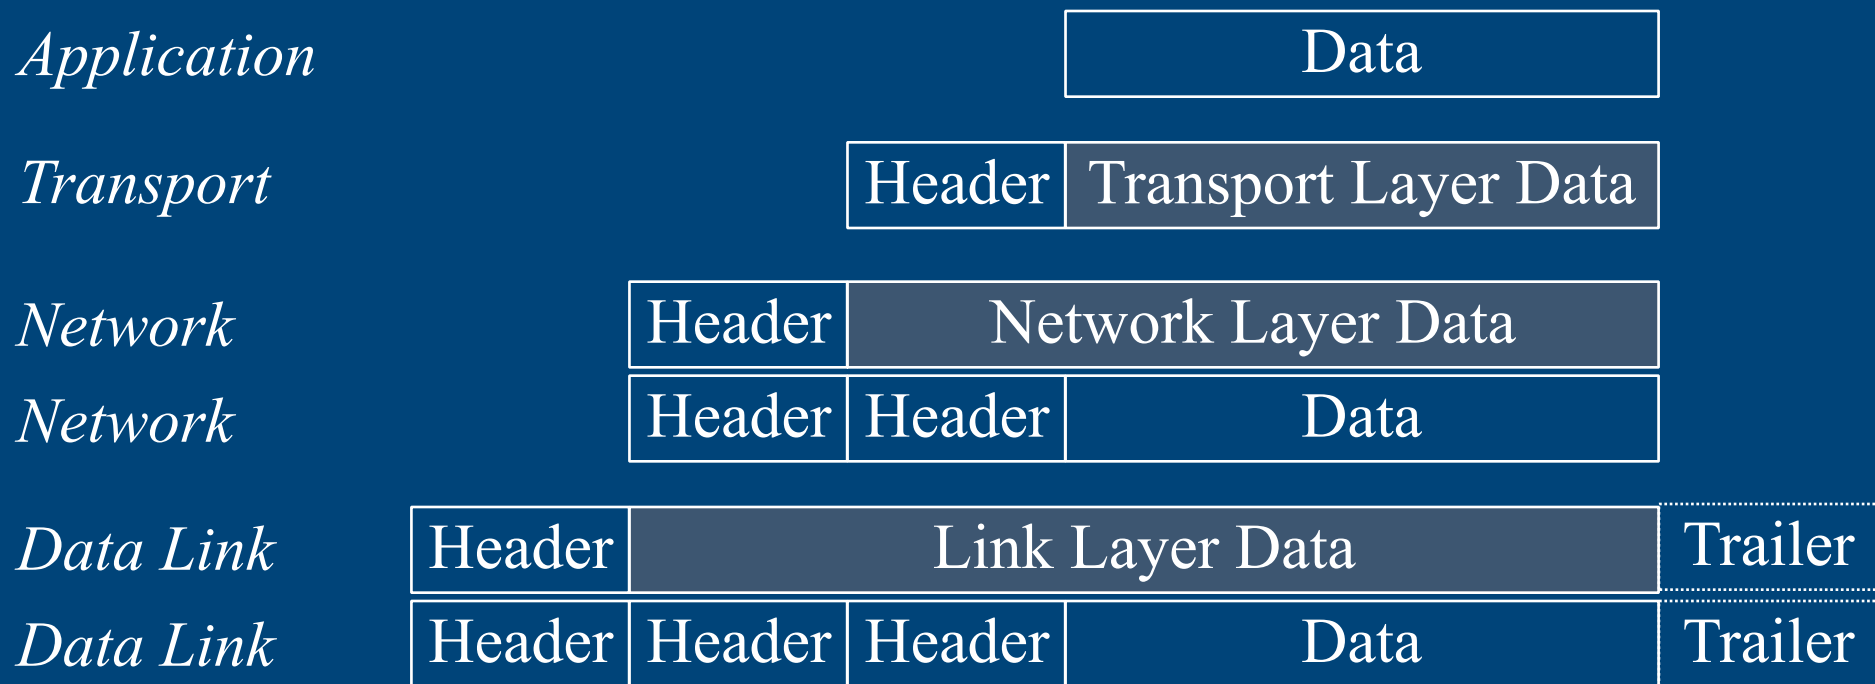 Application Data
Transport Header Transport Layer Data
Network Header Network Layer Data
Network Header Header Data
Data Link Header Link Layer Data Trailer
Data Link Header Header Header Data Trailer